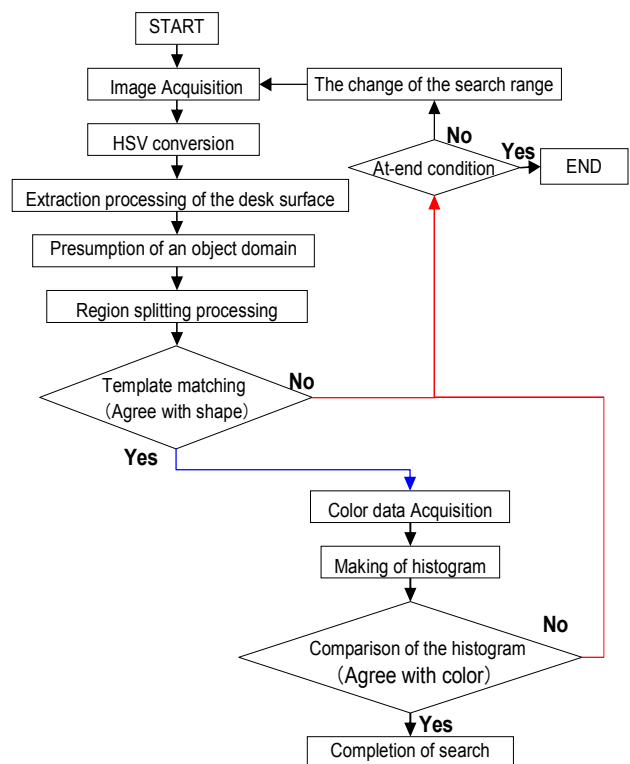 START
Image Acquisition
The change of the search range
HSV conversion
No
Yes
At-end condition
END
Extraction processing of the desk surface
Presumption of an object domain
Region splitting processing
Template matching
（Agree with shape）
No
Yes
Color data Acquisition
Making of histogram
Comparison of the histogram
（Agree with color）
No
Yes
Completion of search